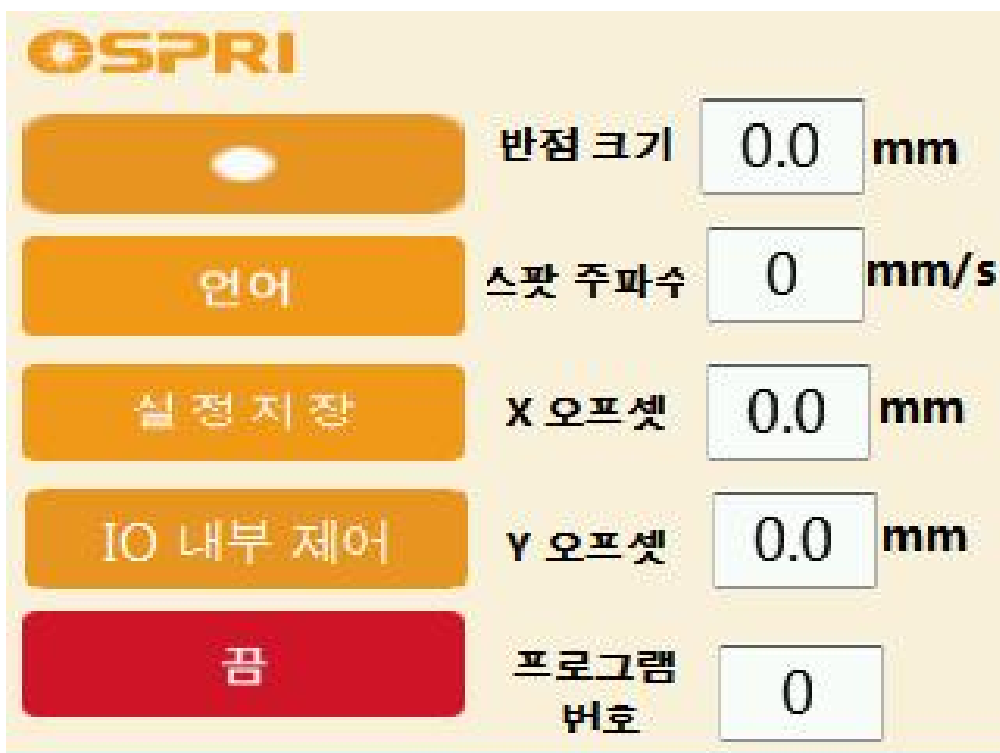 OSPRI
반점 크기 0.0 mm
언어
스팟 주파수 0 mm/s
실정지장
X 오프셋 0.0 mm
IO 내부 제어
Y 오프셋 0.0 mm
끔
프로그램
번호 0